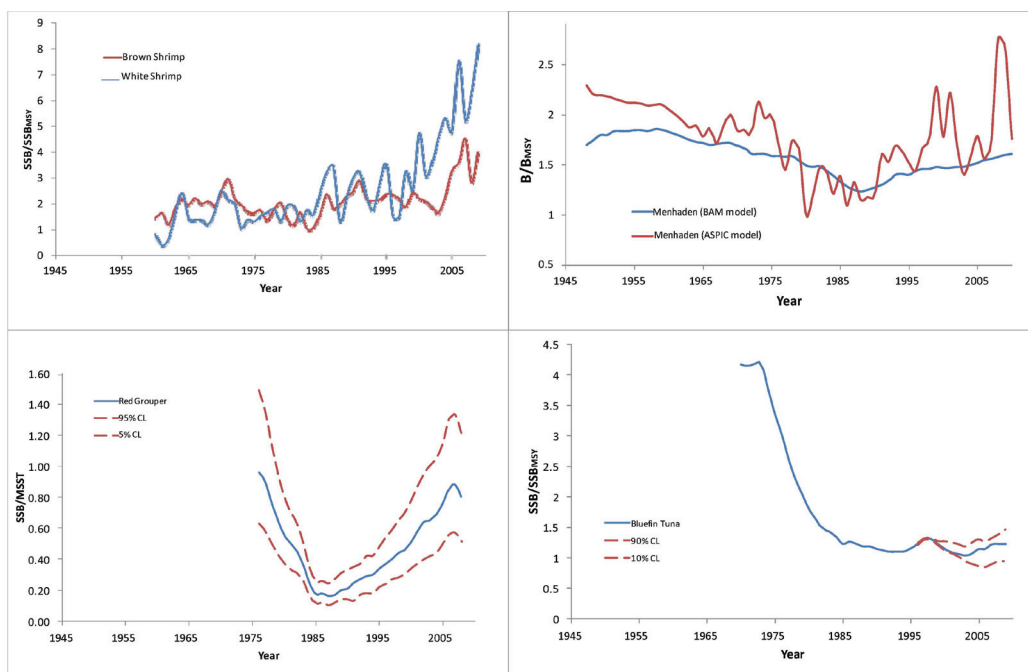 9
8
7
6
5
4
3
2
1
0
SSB/SSBMSY
Brown Shrimp
White Shrimp
1945 1955 1965 1975 1985 1995 2005
Year
2.5
2
1.5
1
0.5
B/BMSY
Menhaden (BAM model)
Menhaden (ASPIC model)
1945 1955 1965 1975 1985 1995 2005
Year
1.60
1.40
1.20
1.00
0.80
0.60
0.40
0.20
0.00
SSB/MSST
Red Grouper
95% CL
5% CL
1945 1955 1965 1975 1985 1995 2005
Year
4.5
4
3.5
3
2.5
2
1.5
1
0.5
0
SSB/SSBMSY
Bluefin Tuna
90% CL
10% CL
1945 1955 1965 1975 1985 1995 2005
Year